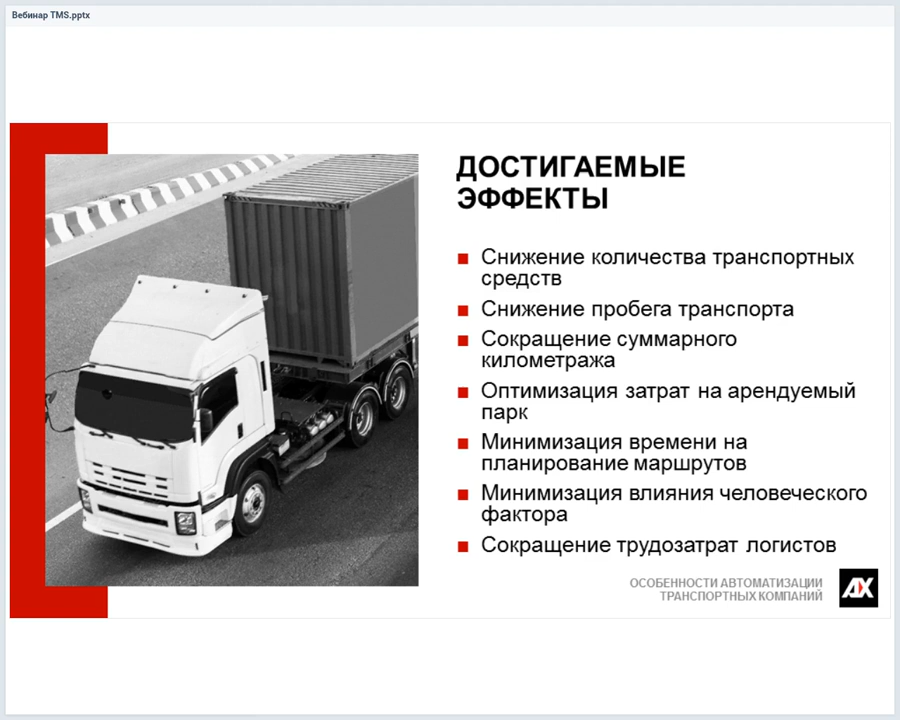 Вебинар TMS.pptx
ДОСТИГАЕМЫЕ
ЭФФЕКТЫ
Снижение количества транспортных
средств
Снижение пробега транспорта
Сокращение суммарного
километража
Оптимизация затрат на арендуемый
парк
Минимизация времени на
планирование маршрутов
Минимизация влияния человеческого
фактора
Сокращение трудозатрат логистов
ОСОБЕННОСТИ АВТОМАТИЗАЦИИ
ТРАНСПОРТНЫХ КОМПАНИЙ
AX